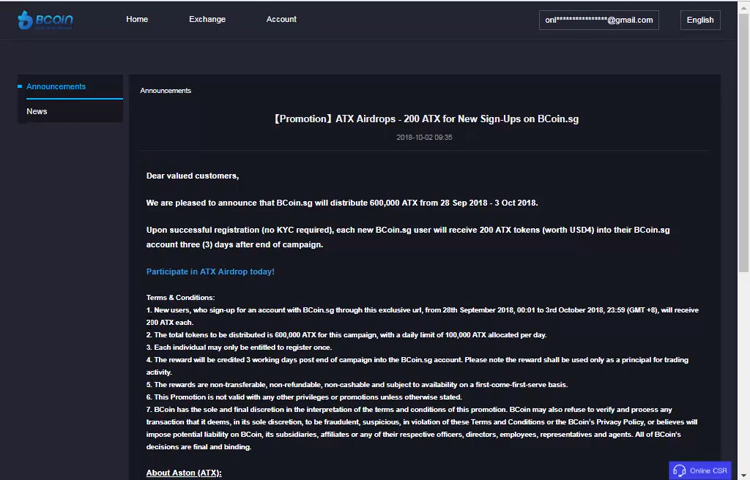 BCOIN
Home
Exchange
Account
oni****************@gmail.com
English
Announcements
News
Announcements
【Promotion】ATX Airdrops - 200 ATX for New Sign-Ups on BCoin.sg
2018-10-02 09:35
Dear valued customers,
We are pleased to announce that BCoin.sg will distribute 600,000 ATX from 28 Sep 2018 - 3 Oct 2018.
Upon successful registration (no KYC required), each new BCoin.sg user will receive 200 ATX tokens (worth USD4) into their BCoin.sg
account three (3) days after end of campaign.
Participate in ATX Airdrop today!
Terms & Conditions:
1. New users, who sign-up for an account with BCoin.sg through this exclusive url, from 28th September 2018, 00:01 to 3rd October 2018, 23:59 (GMT +8), will receive
200 ATX each.
2. The total tokens to be distributed is 600,000 ATX for this campaign, with a daily limit of 100,000 ATX allocated per day.
3. Each individual may only be entitled to register once.
4. The reward will be credited 3 working days post end of campaign into the BCoin.sg account. Please note the reward shall be used only as a principal for trading
activity.
5. The rewards are non-transferable, non-refundable, non-cashable and subject to availability on a first-come-first-serve basis.
6. This Promotion is not valid with any other privileges or promotions unless otherwise stated.
7. BCoin has the sole and final discretion in the interpretation of the terms and conditions of this promotion. BCoin may also refuse to verify and process any
transaction that it deems, in its sole discretion, to be fraudulent, suspicious, in violation of these Terms and Conditions or the BCoin's Privacy Policy, or believes will
impose potential liability on BCoin, its subsidiaries, affiliates or any of their respective officers, directors, employees, representatives and agents. All of BCoin's
decisions are final and binding.
About Aston (ATX):
Online CSR